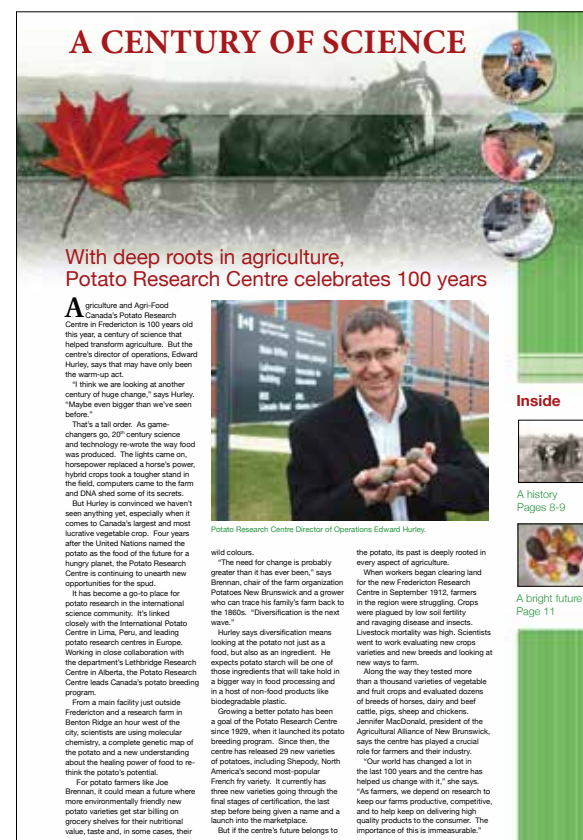 A CENTURY OF SCIENCE
With deep roots in agriculture,
Potato Research Centre celebrates 100 years
Agriculture and Agri-Food
Canada's Potato Research
Centre in Fredericton is 100 years old
this year, a century of science that
helped transform agriculture. But the
centre's director of operations, Edward
Hurley, says that may have only been
the warm-up act.
"I think we are looking at another
century of huge change," says Hurley.
"Maybe even bigger than we've seen
before."
That's a tall order. As game-
changers go, 20th century science
and technology re-wrote the way food
was produced. The lights came on,
horsepower replaced a horse's power,
hybrid crops took a tougher stand in
the field, computers came to the farm
and DNA shed some of its secrets.
But Hurley is convinced we haven't
seen anything yet, especially when it
comes to Canada's largest and most
lucrative vegetable crop. Four years
after the United Nations named the
potato as the food of the future for a
hungry planet, the Potato Research
Centre is continuing to unearth new
opportunities for the spud.
It has become a go-to place for
potato research in the international
science community. It's linked
closely with the International Potato
Centre in Lima, Peru, and leading
potato research centres in Europe.
Working in close collaboration with
the department's Lethbridge Research
Centre in Alberta, the Potato Research
Centre leads Canada's potato breeding
program.
From a main facility just outside
Fredericton and a research farm in
Benton Ridge an hour west of the
city, scientists are using molecular
chemistry, a complete genetic map of
the potato and a new understanding
about the healing power of food to re-
think the potato's potential.
For potato farmers like Joe
Brennan, it could mean a future where
more environmentally friendly new
potato varieties get star billing on
grocery shelves for their nutritional
value, taste and, in some cases, their
Potato Research Centre Director of Operations Edward Hurley.
wild colours.
"The need for change is probably
greater than it has ever been," says
Brennan, chair of the farm organization
Potatoes New Brunswick and a grower
who can trace his family's farm back to
the 1860s. "Diversification is the next
wave."
Hurley says diversification means
looking at the potato not just as a
food, but also as an ingredient. He
expects potato starch will be one of
those ingredients that will take hold in
a bigger way in food processing and
in a host of non-food products like
biodegradable plastic.
Growing a better potato has been
a goal of the Potato Research Centre
since 1929, when it launched its potato
breeding program. Since then, the
centre has released 29 new varieties
of potatoes, including Shepody, North
America's second most-popular
French fry variety. It currently has
three new varieties going through the
final stages of certification, the last
step before being given a name and a
launch into the marketplace.
But if the centre's future belongs to
the potato, its past is deeply rooted in
every aspect of agriculture.
When workers began clearing land
for the new Fredericton Research
Centre in September 1912, farmers
in the region were struggling. Crops
were plagued by low soil fertility
and ravaging disease and insects.
Livestock mortality was high. Scientists
went to work evaluating new crops
varieties and new breeds and looking at
new ways to farm.
Along the way they tested more
than a thousand varieties of vegetable
and fruit crops and evaluated dozens
of breeds of horses, dairy and beef
cattle, pigs, sheep and chickens.
Jennifer MacDonald, president of the
Agricultural Alliance of New Brunswick,
says the centre has played a crucial
role for farmers and their industry.
"Our world has changed a lot in
the last 100 years and the centre has
helped us change with it," she says.
"As farmers, we depend on research to
keep our farms productive, competitive,
and to help keep on delivering high
quality products to the consumer. The
importance of this is immeasurable."
Inside
A history
Pages 8-9
A bright future
Page 11